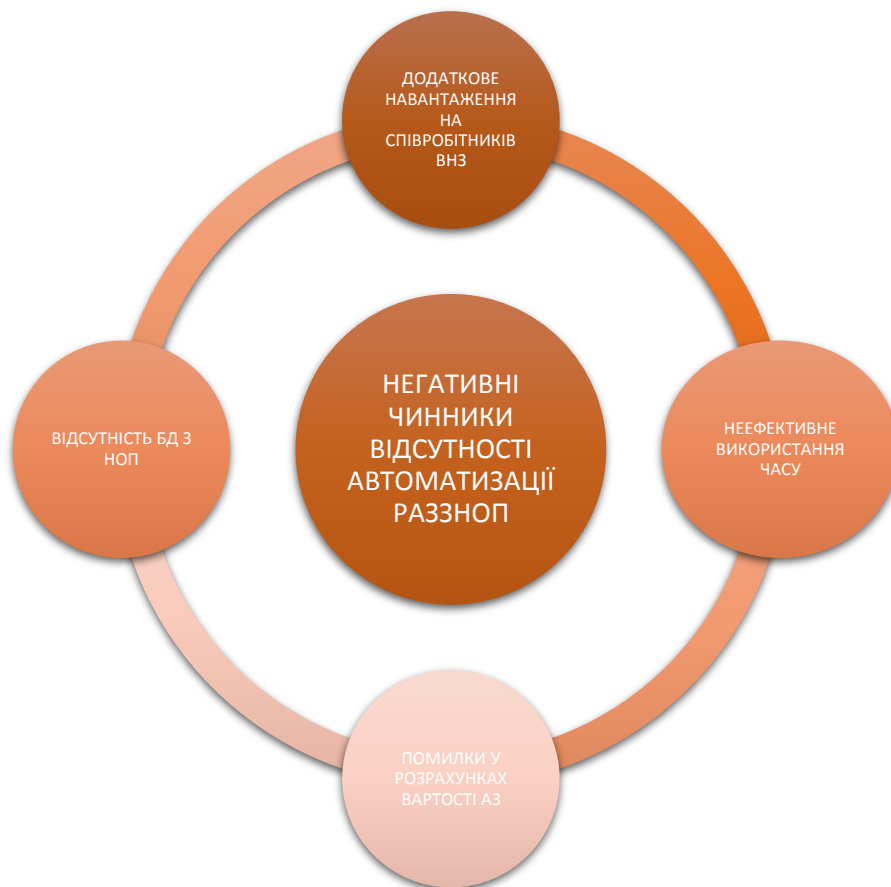 ДОДАТКОВЕ
НАВАНТАЖЕННЯ
НА
СПІВРОБІТНИКІВ
ВНЗ
НЕГАТИВНІ
ЧИННИКИ
ВІДСУТНОСТІ
АВТОМАТИЗАЦІЇ
РАЗЗНОП
НЕЕФЕКТИВНЕ
ВИКОРИСТАННЯ
ЧАСУ
ПОМИЛКИ У
РОЗРАХУНКАХ
ВАРТОСТІ АЗ
ВІДСУТНІСТЬ БД З
НОП